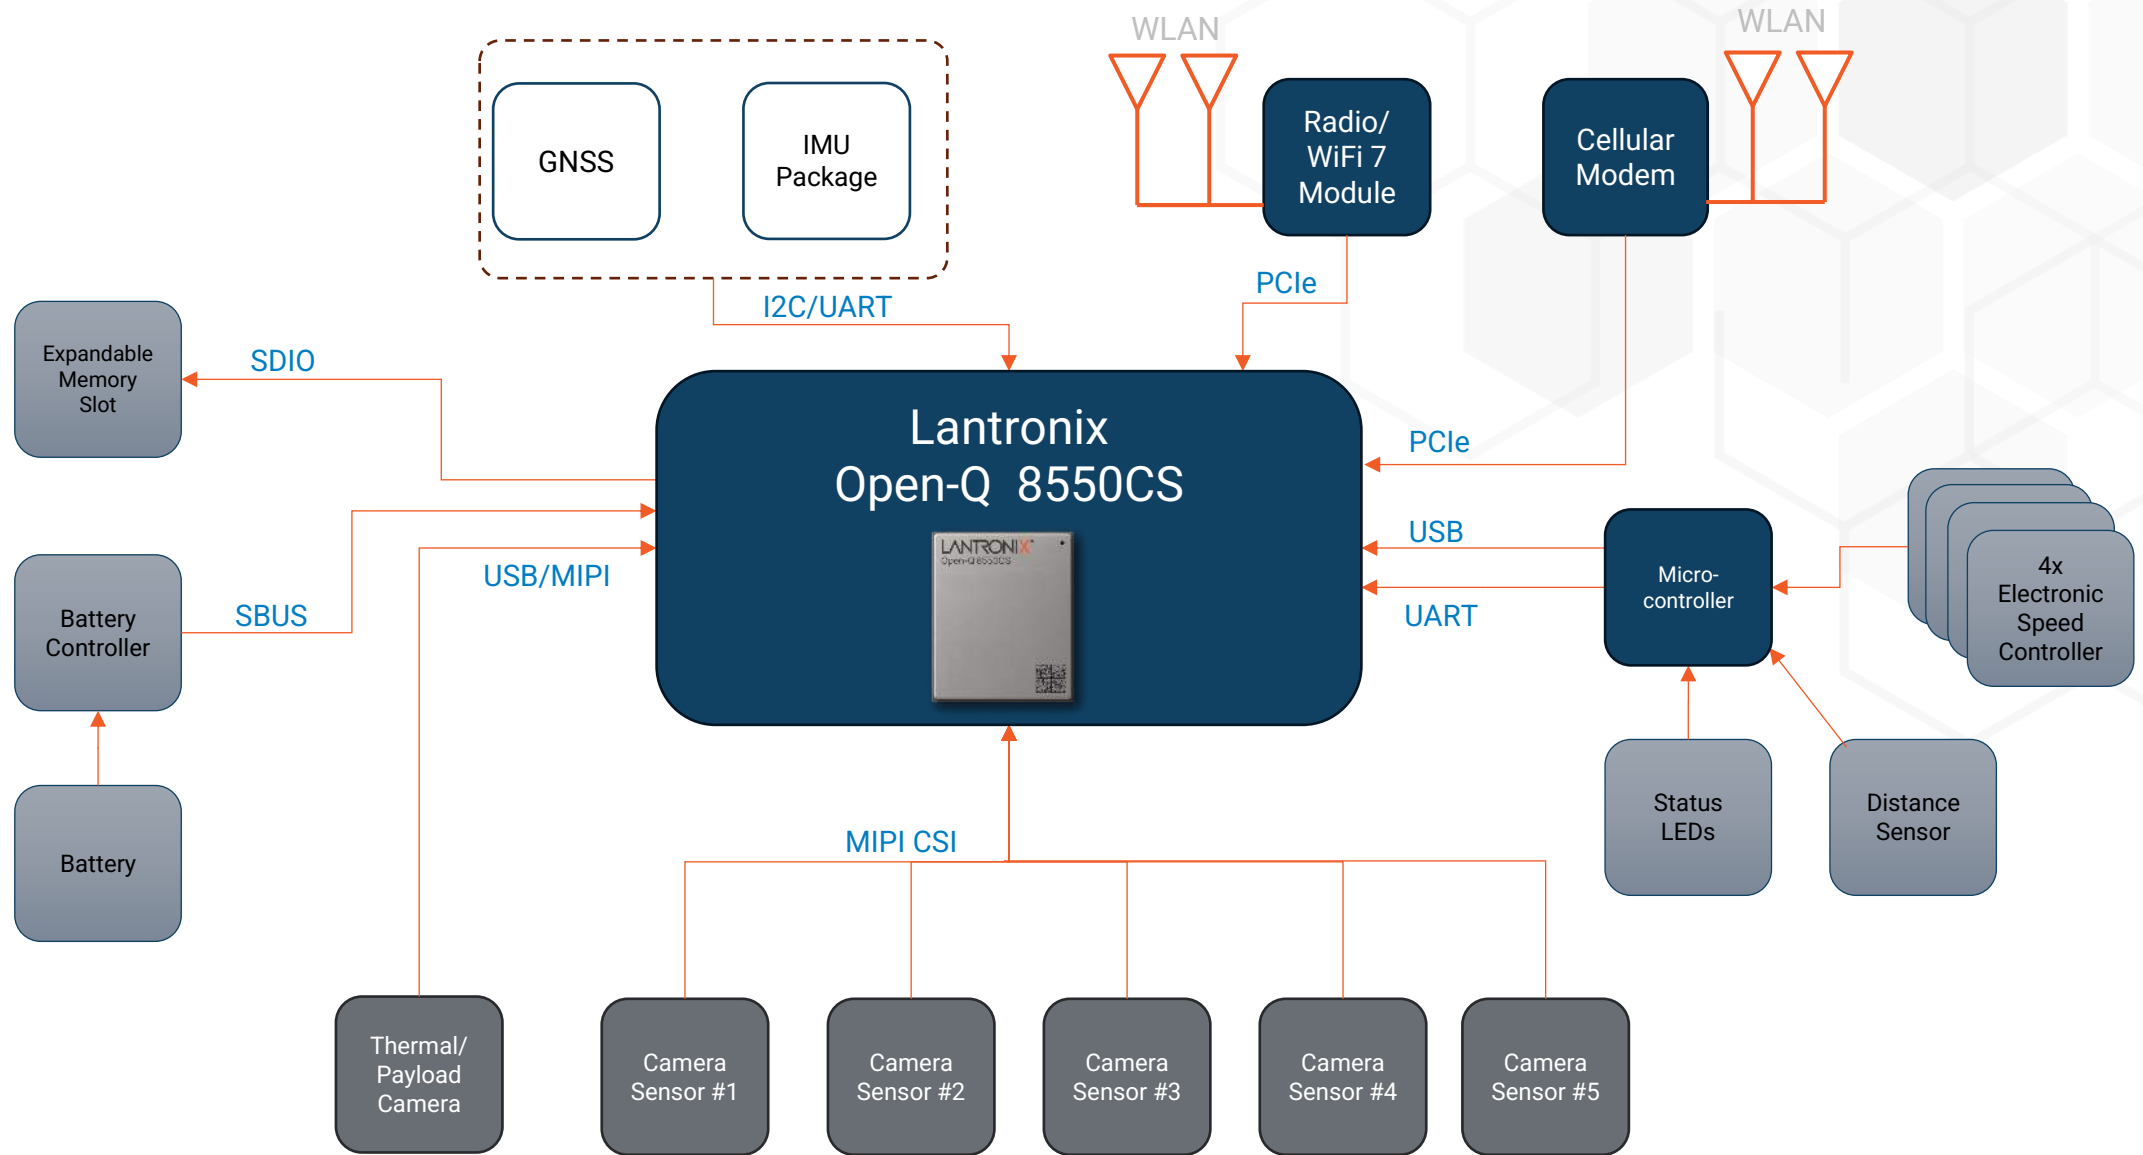 WLAN
WLAN
GNSS
IMU
Package
Radio/
WiFi 7
Module
Cellular
Modem
I2C/UART
PCIe
Expandable
Memory
Slot
SDIO
Lantronix
Open-Q 8550CS
PCIe
LANTRONIX
Open-Q 8550CS
USB
UART
Micro-
controller
4x
Electronic
Speed
Controller
USB/MIPI
Battery
Controller
SBUS
Battery
MIPI CSI
Status
LEDs
Distance
Sensor
Thermal/
Payload
Camera
Camera
Sensor #1
Camera
Sensor #2
Camera
Sensor #3
Camera
Sensor #4
Camera
Sensor #5